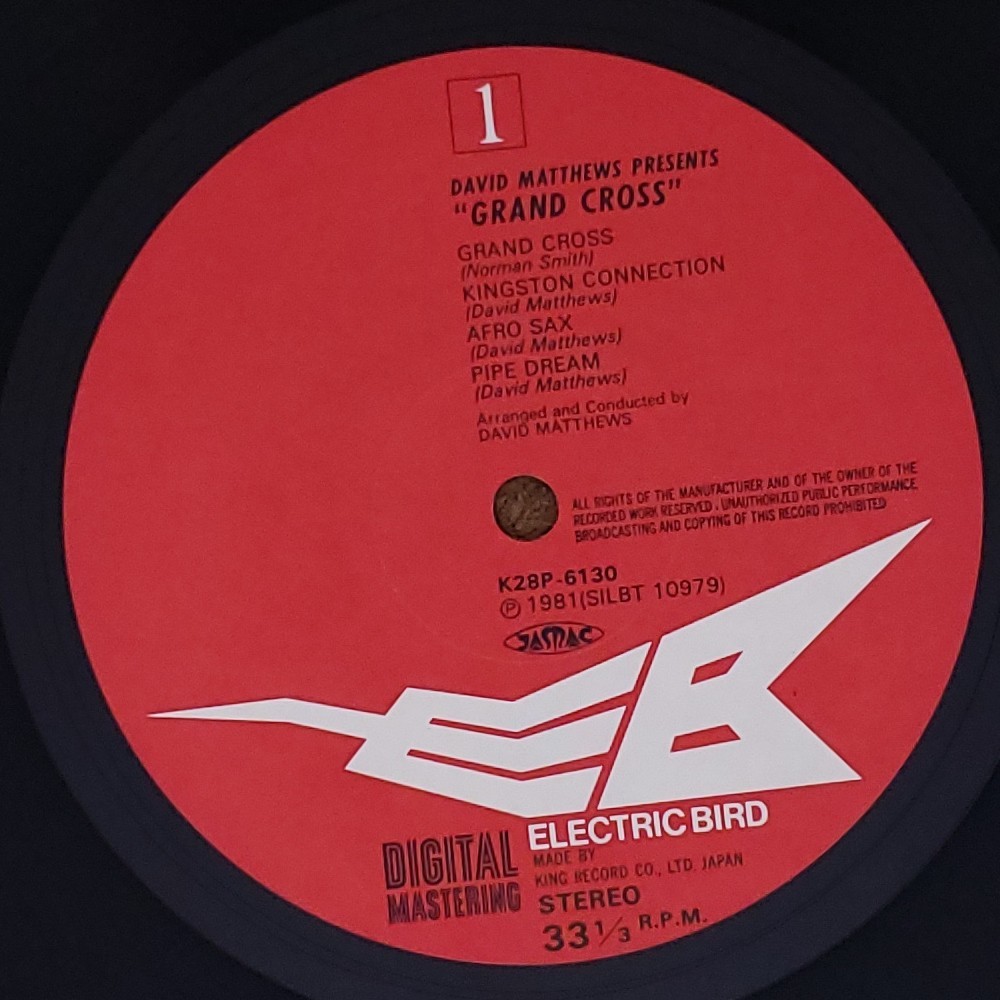 1
DAVID MATTHEWS PRESENTS
"GRAND CROSS"
GRAND CROSS
(Norman Smith)
KINGSTON CONNECTION
(David Matthews)
AFRO SAX
(David Matthews)
PIPE DREAM
(David Matthews)
Arranged and Conducted by
DAVID MATTHEWS
ALL RIGHTS OF THE MANUFACTURER AND OF THE OWNER OF THE
RECORDED WORK RESERVED. UNAUTHORIZED PUBLIC PERFORMANCE
BROADCASTING AND COPYING OF THIS RECORD PROHIBITED
K28P-6130
℗ 1981(SILBT 10979)
JASRAC
EB
ELECTRIC BIRD
DIGITAL
MASTERING
MADE BY
KING RECORD CO., LTD. JAPAN
STEREO
33 1/3 R.P.M.